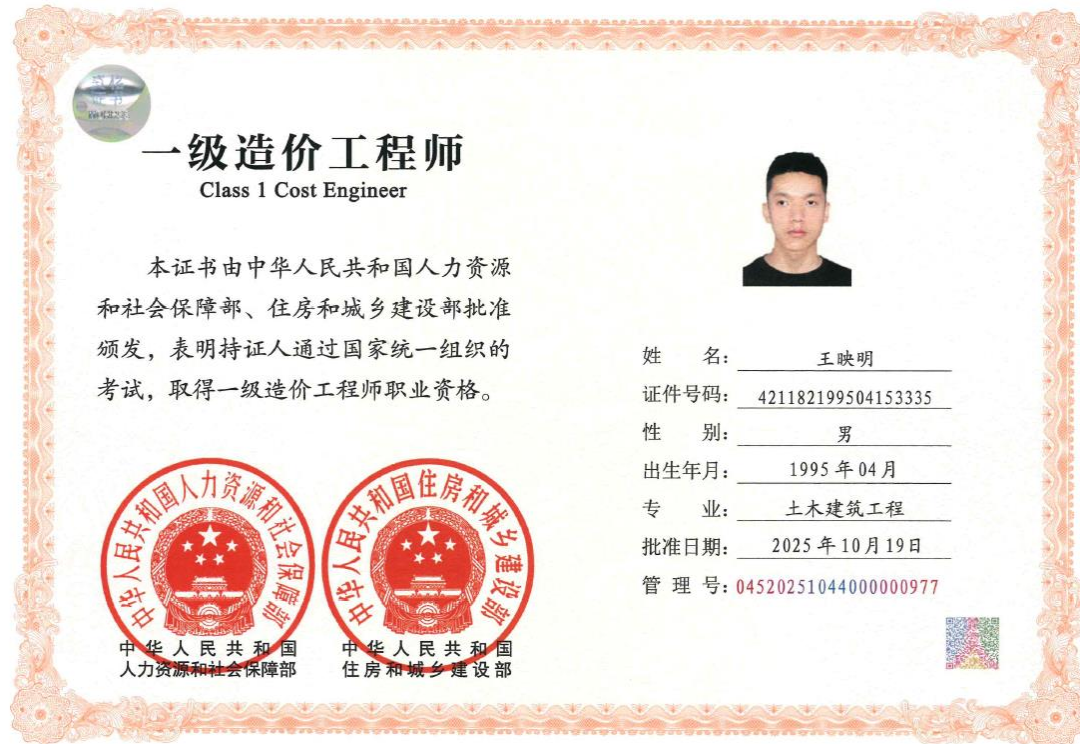 一级造价工程师
Class 1 Cost Engineer
本证书由中华人民共和国人力资源
和社会保障部、住房和城乡建设部批准
颁发，表明持证人通过国家统一组织的
考试，取得一级造价工程师职业资格。
中华人民共和国人力资源和社会保障部
中华人民共和国
人力资源和社会保障部
中华人民共和国住房和城乡建设部
中华人民共和国
住房和城乡建设部
姓 名：王映明
证件号码：421182199504153335
性 别：男
出生年月：1995年04月
专 业：土木建筑工程
批准日期：2025年10月19日
管 理 号：04520251044000000977